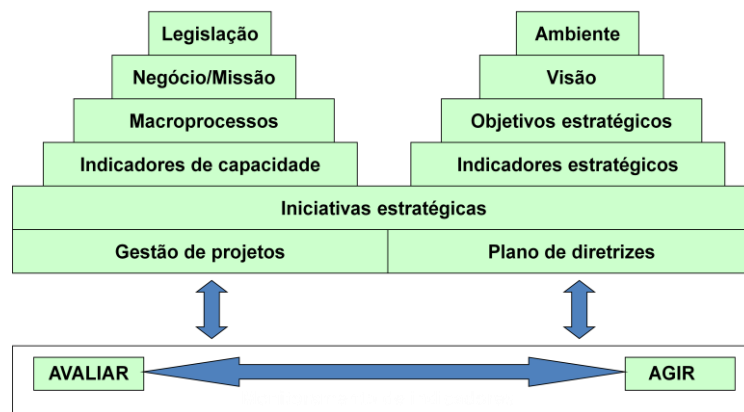 Legislação
Ambiente
Negócio/Missão
Visão
Macroprocessos
Objetivos estratégicos
Indicadores de capacidade
Indicadores estratégicos
Iniciativas estratégicas
Gestão de projetos
Plano de diretrizes
AVALIAR
AGIR